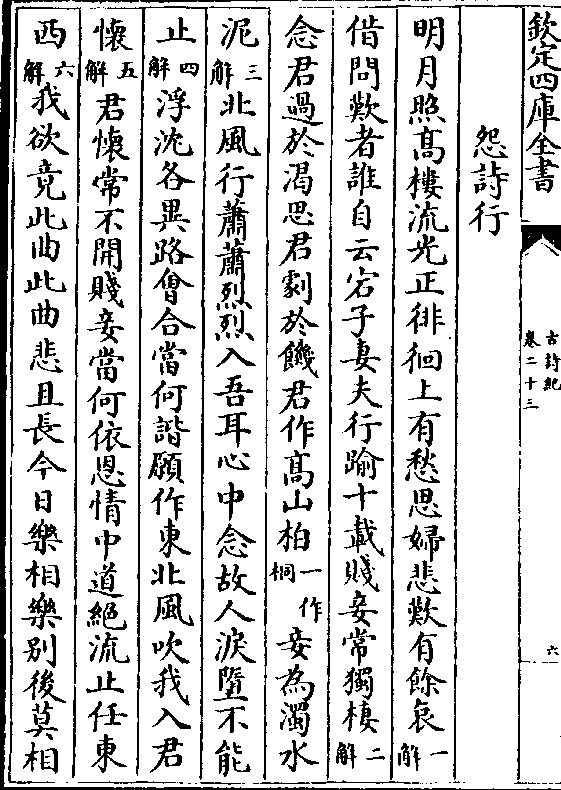 欽定四庫全書
古詩紀
卷二十三
六
怨詩行
明月照髙樓流光正徘徊上有愁思婦悲歎有餘哀一解
借問歎者誰自云宕子妻夫行踰十載賤妾常獨棲二解
念君過於渴思君劇於饑君作髙山柏一作桐妾為濁水
泥三解北風行蕭蕭烈烈入吾耳心中念故人淚墮不能
止四解浮沈各異路㑹合當何諧願作東北風吹我入君
懷五解君懷常不開賤妾當何依恩情中道絶流止任東
西六解我欲竟此曲此曲悲且長今日樂相樂别後莫相